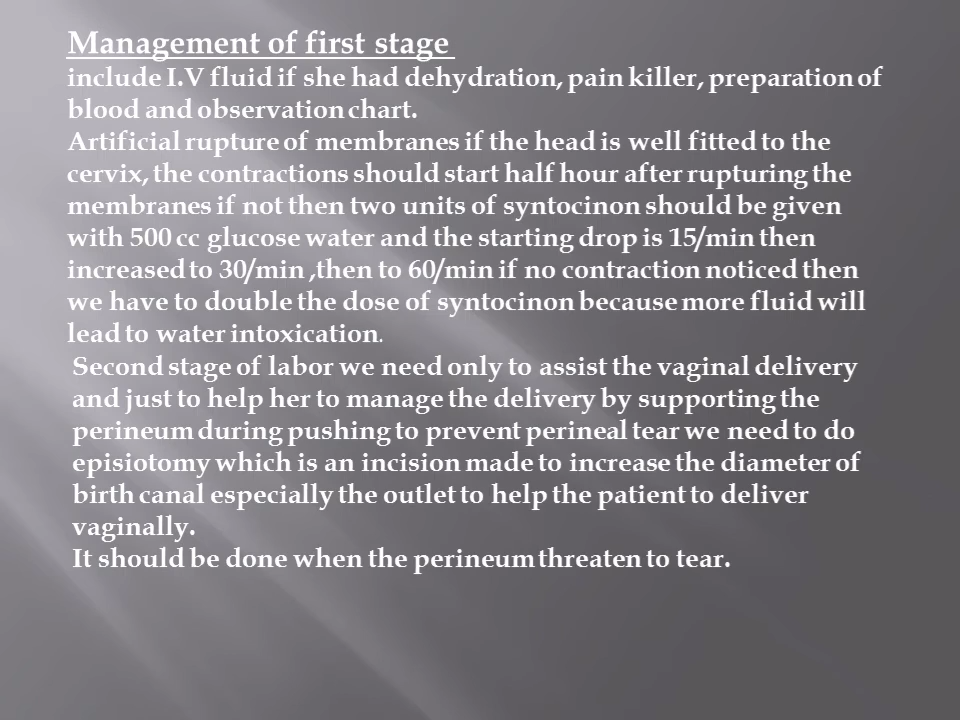 Management of first stage
include I.V fluid if she had dehydration, pain killer, preparation of
blood and observation chart.
Artificial rupture of membranes if the head is well fitted to the
cervix, the contractions should start half hour after rupturing the
membranes if not then two units of syntocinon should be given
with 500 cc glucose water and the starting drop is 15/min then
increased to 30/min ,then to 60/min if no contraction noticed then
we have to double the dose of syntocinon because more fluid will
lead to water intoxication.
Second stage of labor we need only to assist the vaginal delivery
and just to help her to manage the delivery by supporting the
perineum during pushing to prevent perineal tear we need to do
episiotomy which is an incision made to increase the diameter of
birth canal especially the outlet to help the patient to deliver
vaginally.
It should be done when the perineum threaten to tear.